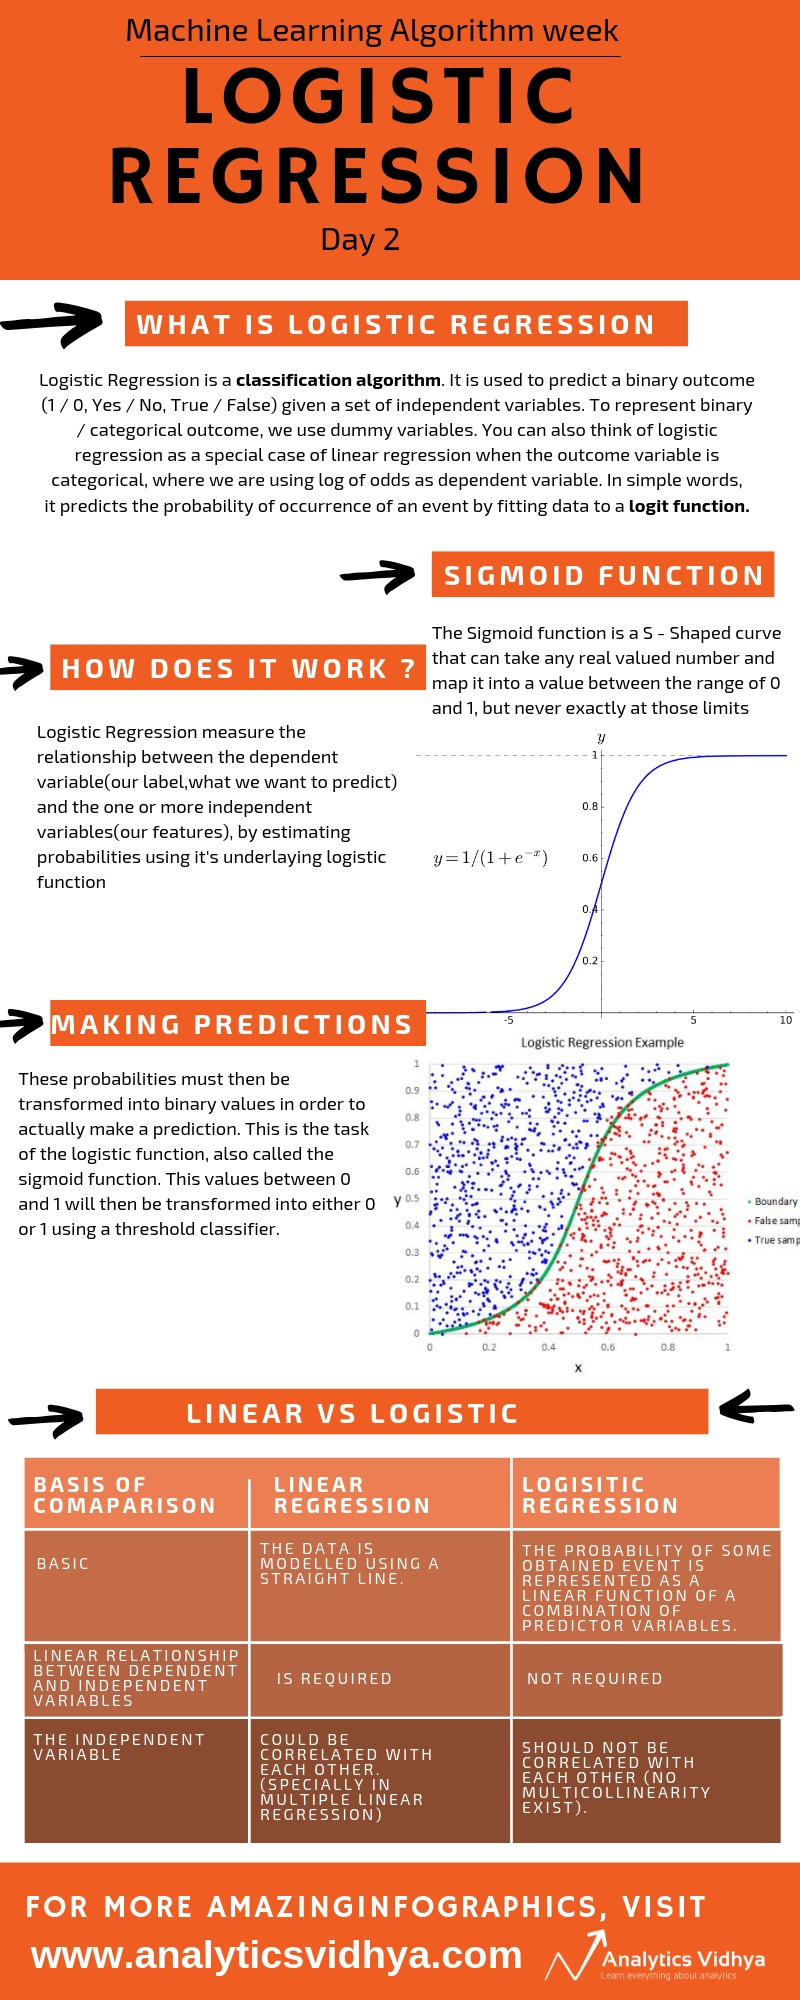 Machine Learning Algorithm week
LOGISTIC
REGRESSION
Day 2
WHAT IS LOGISTIC REGRESSION
Logistic Regression is a classification algorithm. It is used to predict a binary outcome
(1 / 0, Yes / No, True / False) given a set of independent variables. To represent binary
/ categorical outcome, we use dummy variables. You can also think of logistic
regression as a special case of linear regression when the outcome variable is
categorical, where we are using log of odds as dependent variable. In simple words,
it predicts the probability of occurrence of an event by fitting data to a logit function.
SIGMOID FUNCTION
The Sigmoid function is a S - Shaped curve
that can take any real valued number and
map it into a value between the range of 0
and 1, but never exactly at those limits
y
1
0.8
y = 1/(1 + e^{-x})
0.6
0.4
0.2
-5
5
10
HOW DOES IT WORK ?
Logistic Regression measure the
relationship between the dependent
variable(our label,what we want to predict)
and the one or more independent
variables(our features), by estimating
probabilities using it's underlaying logistic
function
MAKING PREDICTIONS
These probabilities must then be
transformed into binary values in order to
actually make a prediction. This is the task
of the logistic function, also called the
sigmoid function. This values between 0
and 1 will then be transformed into either 0
or 1 using a threshold classifier.
Logistic Regression Example
1
0.9
0.8
0.7
0.6
y 0.5
0.4
0.3
0.2
0.1
0
0 0.2 0.4 0.6 0.8 1
x
Boundary
False samp
True samp
LINEAR VS LOGISTIC
BASIS OF
COMAPARISON
LINEAR
REGRESSION
LOGISITIC
REGRESSION
BASIC
THE DATA IS
MODELLED USING A
STRAIGHT LINE.
THE PROBABILITY OF SOME
OBTAINED EVENT IS
REPRESENTED AS A
LINEAR FUNCTION OF A
COMBINATION OF
PREDICTOR VARIABLES.
LINEAR RELATIONSHIP
BETWEEN DEPENDENT
AND INDEPENDENT
VARIABLES
IS REQUIRED
NOT REQUIRED
THE INDEPENDENT
VARIABLE
COULD BE
CORRELATED WITH
EACH OTHER.
(SPECIALLY IN
MULTIPLE LINEAR
REGRESSION)
SHOULD NOT BE
CORRELATED WITH
EACH OTHER (NO
MULTICOLLINEARITY
EXIST).
FOR MORE AMAZINGINFOGRAPHICS, VISIT
www.analyticsvidhya.com
Analytics Vidhya
Learn everything about analytics